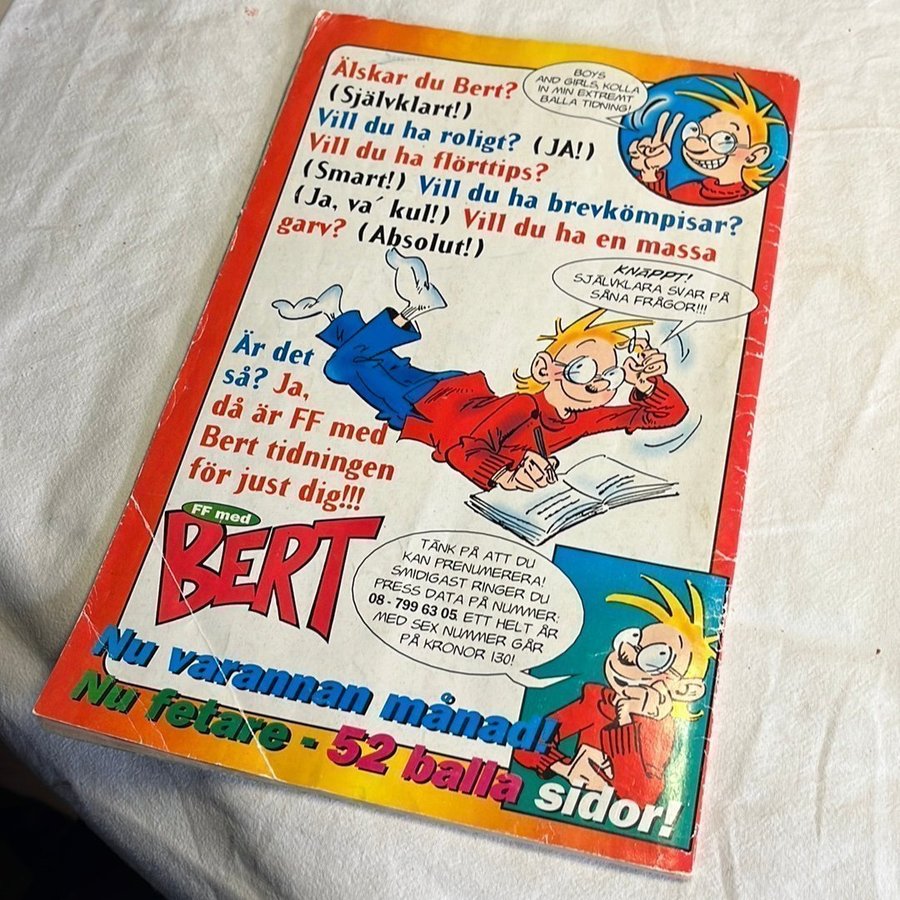 Älskar du Bert?
(Självklart!)
Vill du ha roligt? (JA!)
Vill du ha flörttips?
(Smart!) Vill du ha brevkömpisar?
(Ja, va´ kul!) Vill du ha en massa
garv? (Absolut!)
BOYS
AND GIRLS, KOLLA
IN MIN EXTREMT
BALLA TIDNING!
KNÄPPT!
SJÄLVKLARA SVAR PÅ
SÅNA FRÅGOR!!!
Är det
så? Ja,
då är FF med
Bert tidningen
för just dig!!!
FF med
BERT
TÄNK PÅ ATT DU
KAN PRENUMERERA!
SMIDIGAST RINGER DU
PRESS DATA PÅ NUMMER:
08 - 799 63 05. ETT HELT ÅR
MED SEX NUMMER GÅR
PÅ KRONOR 130!
Nu varannan månad!
Nu fetare - 52 balla sidor!